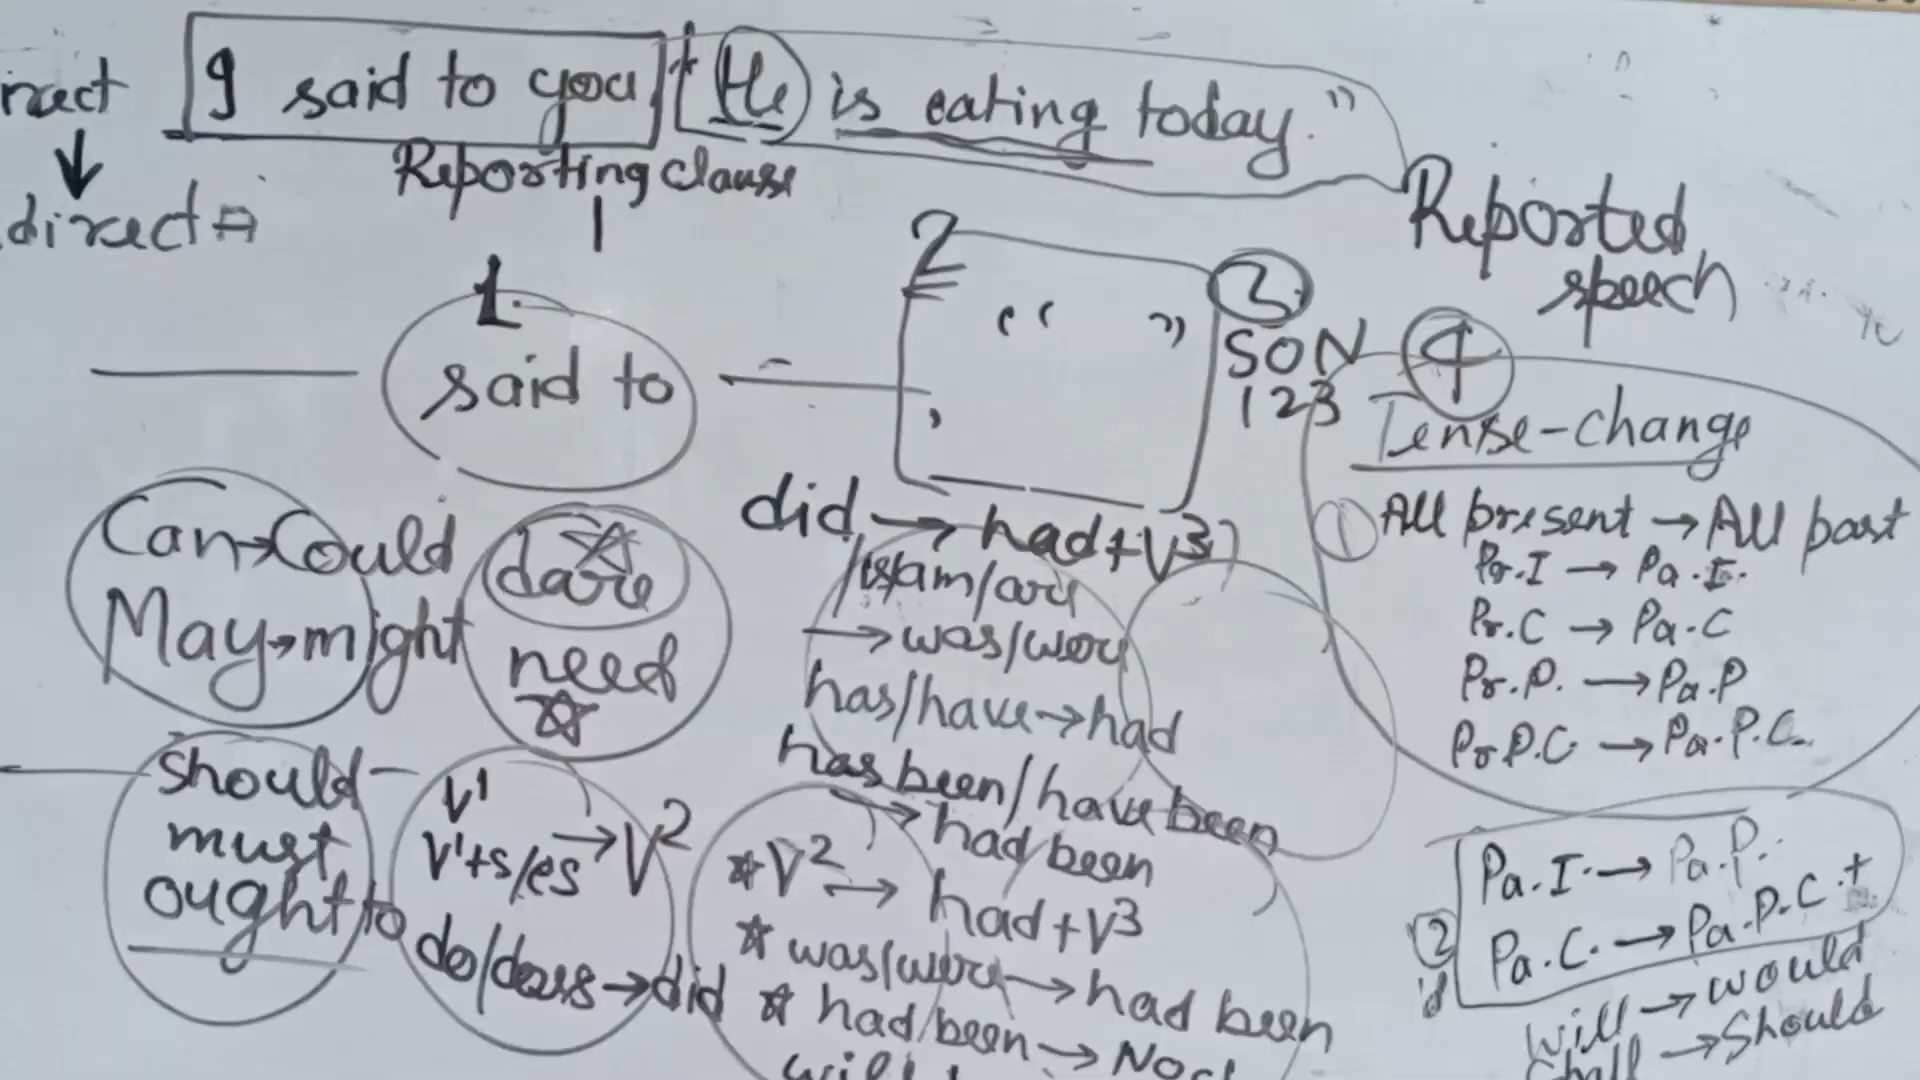 I said to you, "He is eating today."
direct
Reporting clause
1
Reported speech
1.
said to
2
" "
,
3.
SON
123
4
Tense-change
1 All present → All past
Pr.I → Pa.I.
Pr.C → Pa.C
Pr.P. → Pa.P
Pr.P.C. → Pa.P.C.
2 Pa.I. → Pa.P.
Pa.C. → Pa.P.C.+
will → would
shall → should
Can → Could
May → might
dare
need
should
must
ought to
V¹
V¹+s/es → V²
do/does → did
did → had+V³
/is/am/are
→ was/were
has/have → had
has been/have been
→ had been
*V² → had+V³
* was/were → had been
* had/been →